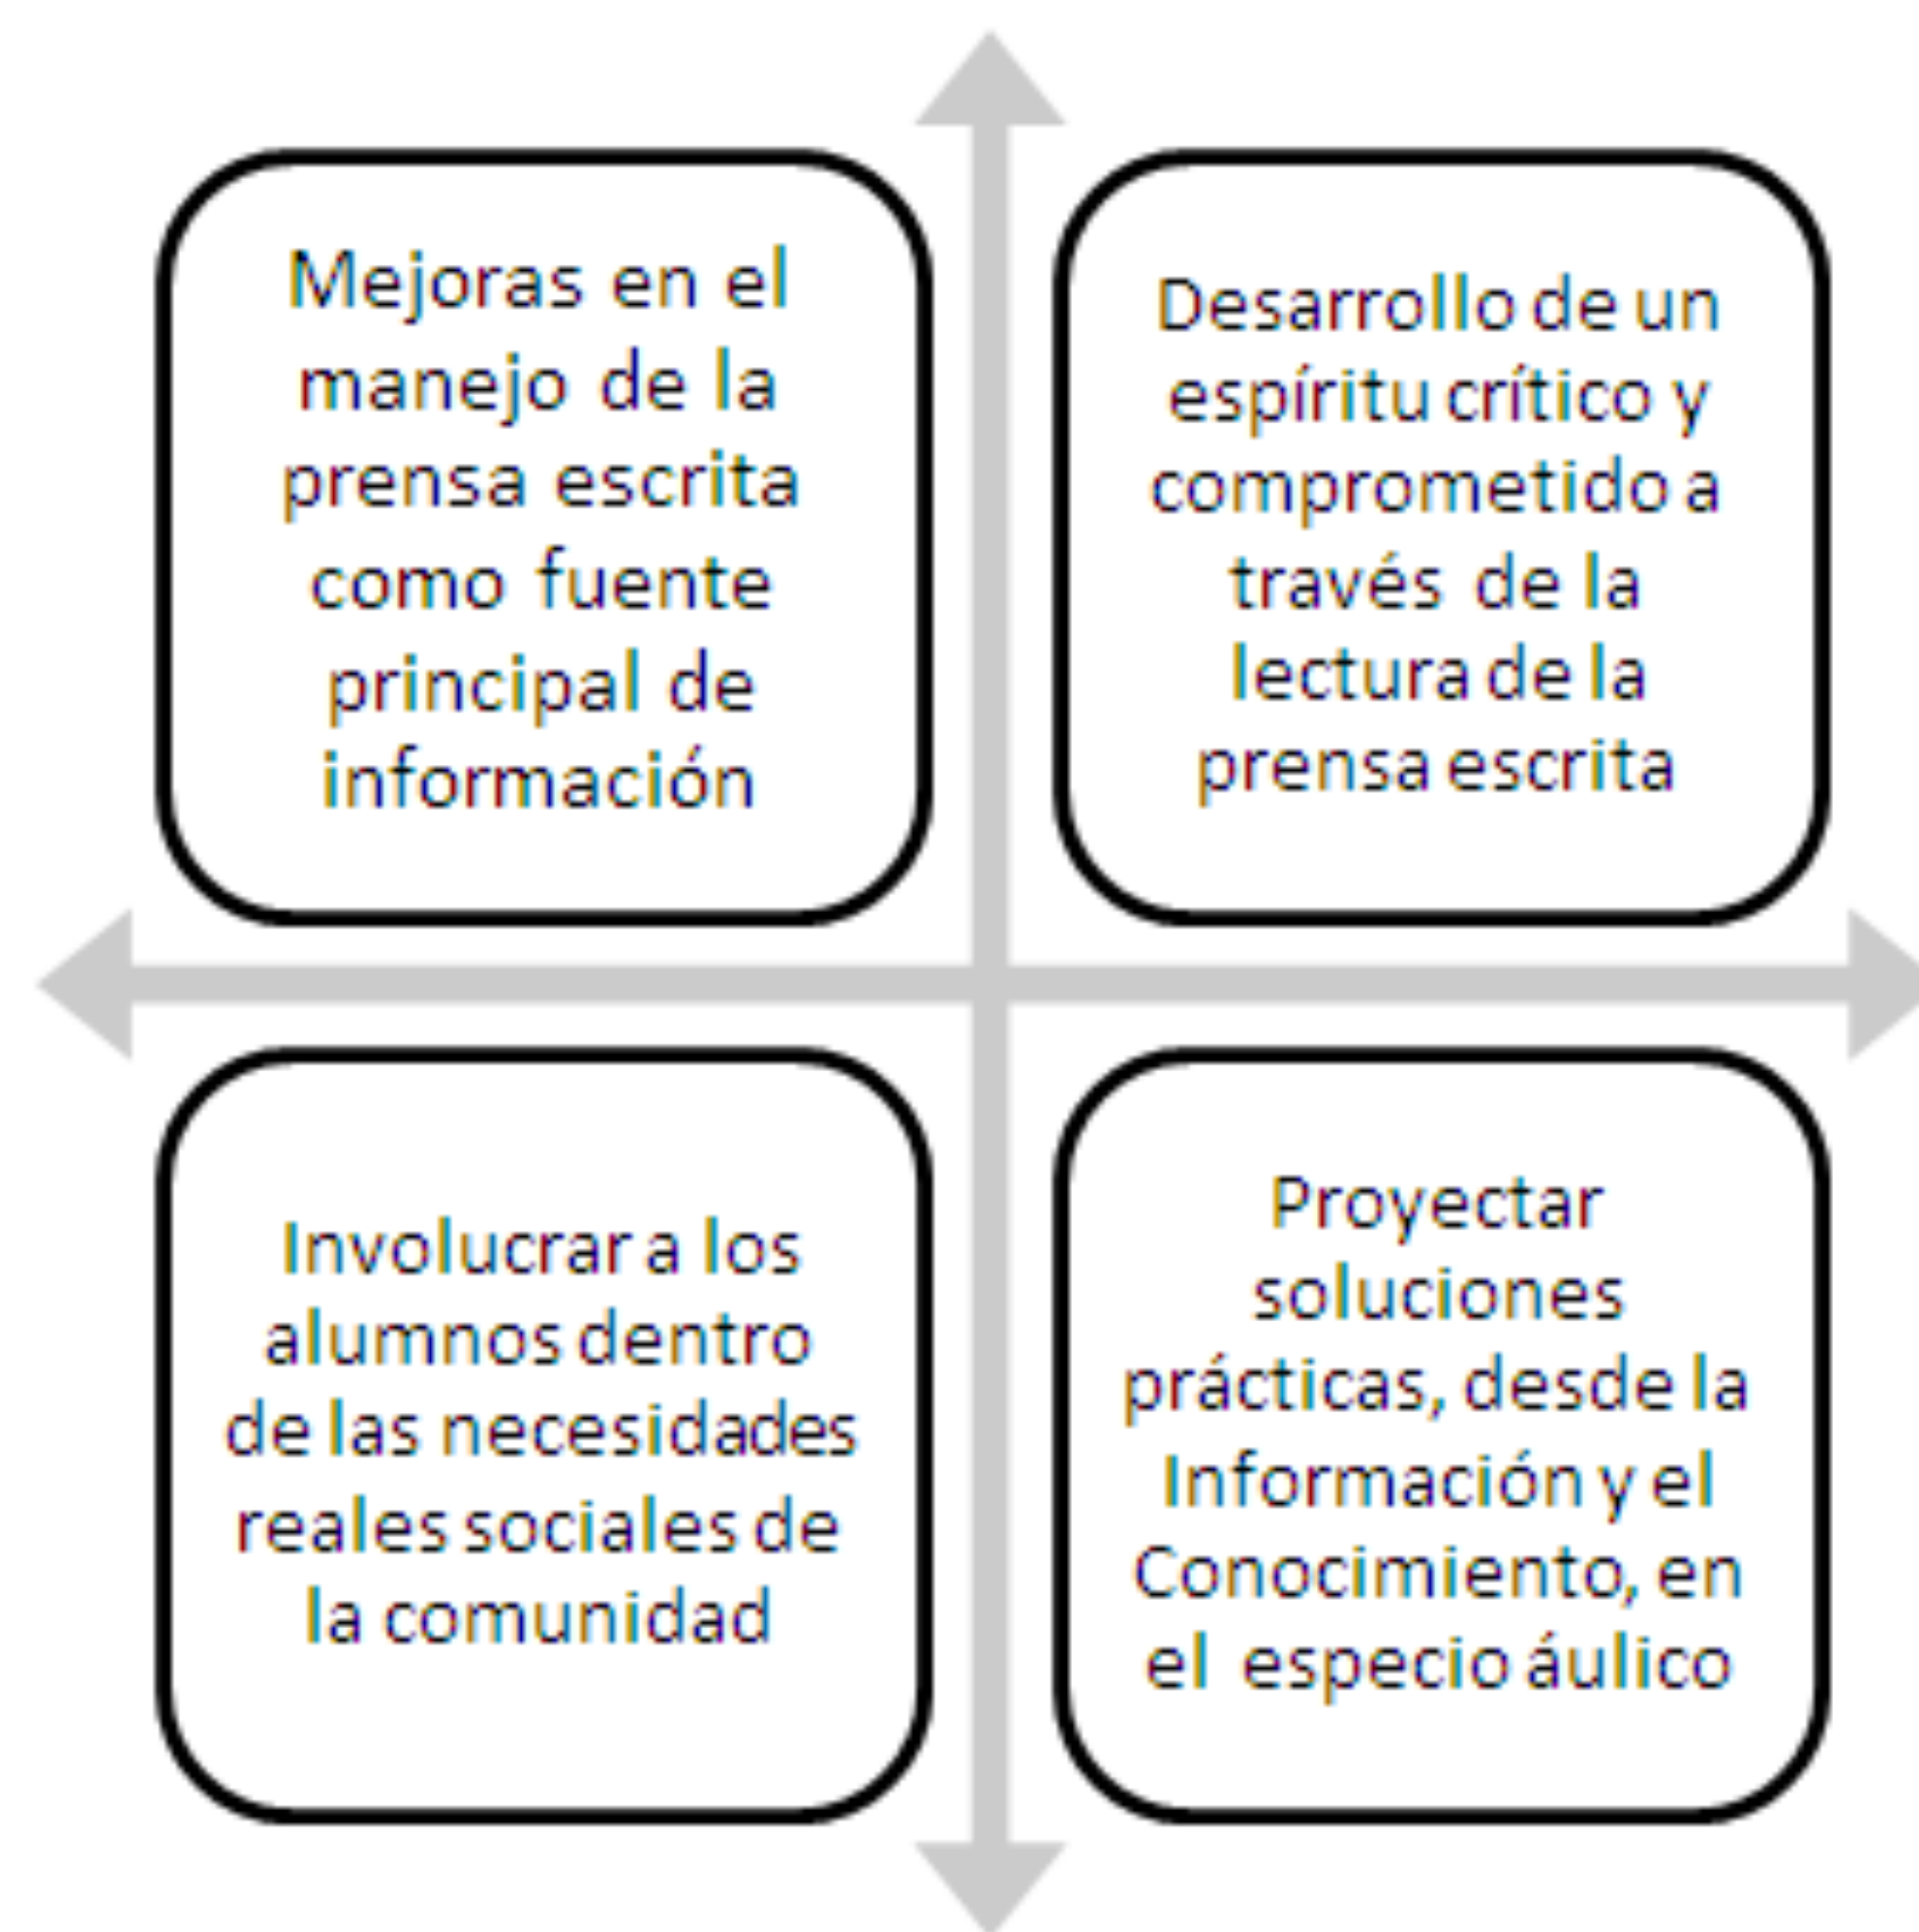 Mejoras en el
manejo de la
prensa escrita
como fuente
principal de
información
Desarrollo de un
espíritu crítico y
comprometido a
través de la
lectura de la
prensa escrita
Involucrar a los
alumnos dentro
de las necesidades
reales sociales de
la comunidad
Proyectar
soluciones
prácticas, desde la
Información y el
Conocimiento, en
el especio áulico